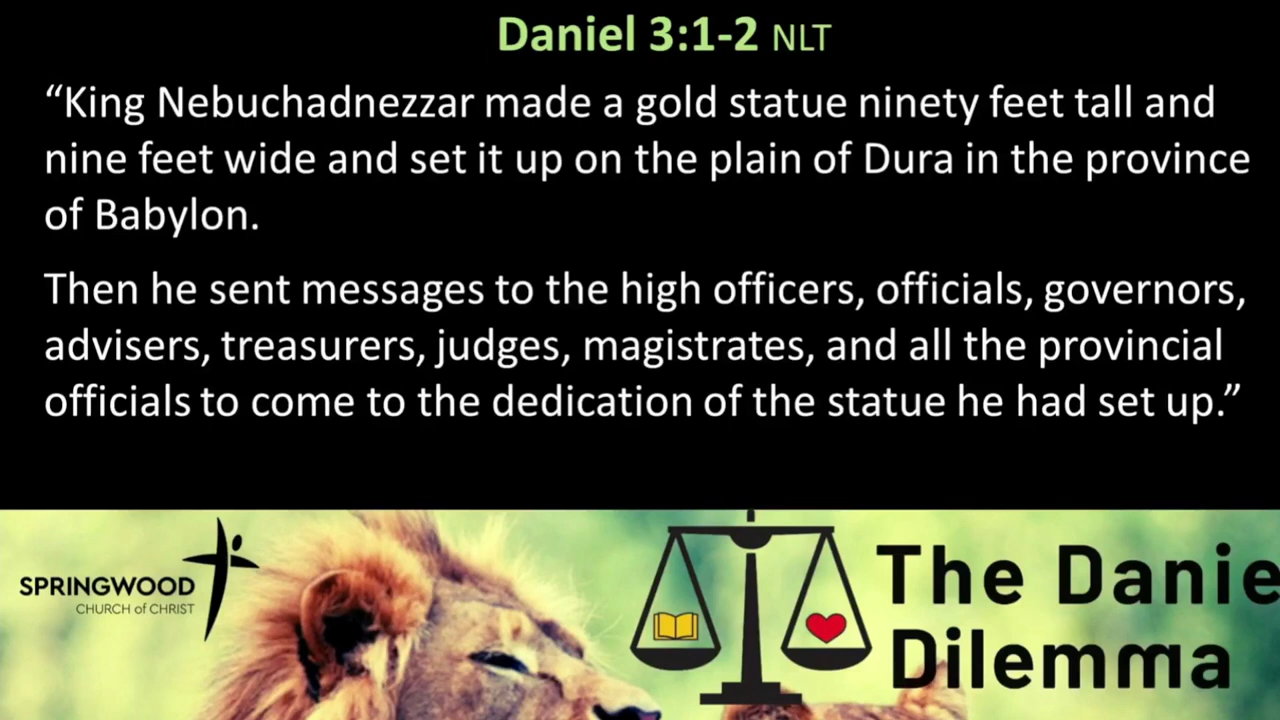 Daniel 3:1-2 NLT
“King Nebuchadnezzar made a gold statue ninety feet tall and
nine feet wide and set it up on the plain of Dura in the province
of Babylon.
Then he sent messages to the high officers, officials, governors,
advisers, treasurers, judges, magistrates, and all the provincial
officials to come to the dedication of the statue he had set up.”
SPRINGWOOD
CHURCH of CHRIST
The Danie
Dilemma